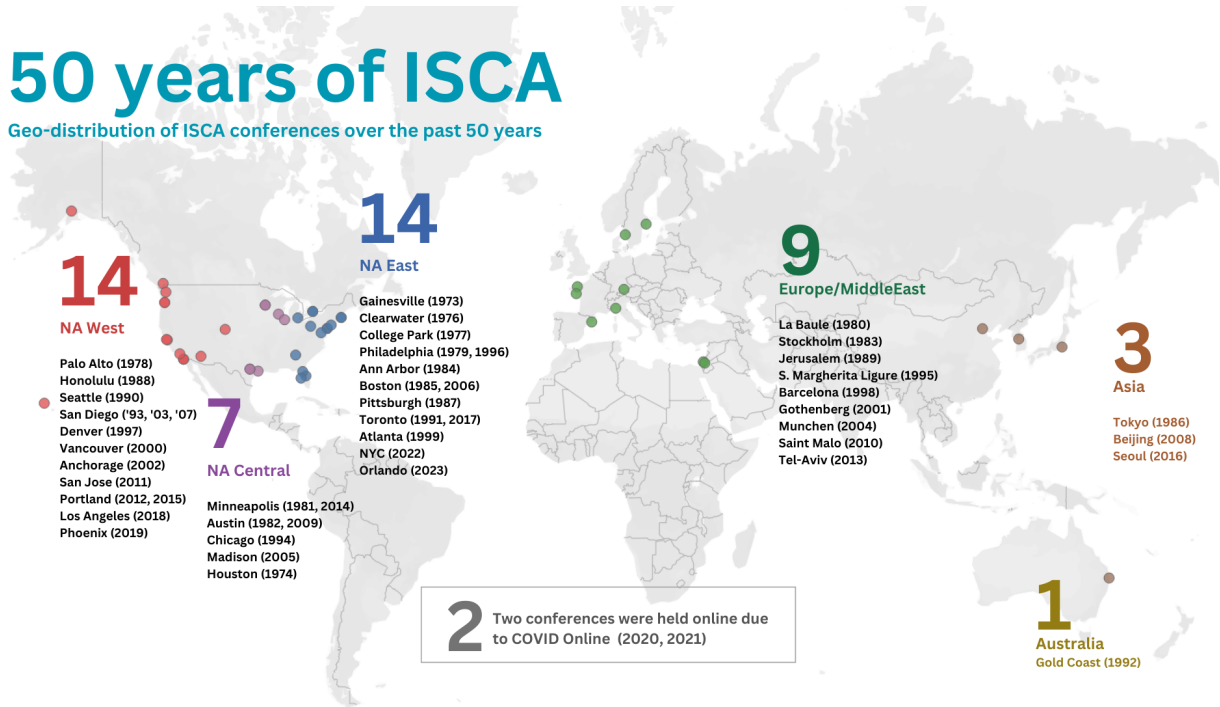 50 years of ISCA
Geo-distribution of ISCA conferences over the past 50 years
14
NA West
Palo Alto (1978)
Honolulu (1988)
Seattle (1990)
San Diego ('93, '03, '07)
Denver (1997)
Vancouver (2000)
Anchorage (2002)
San Jose (2011)
Portland (2012, 2015)
Los Angeles (2018)
Phoenix (2019)
7
NA Central
Minneapolis (1981, 2014)
Austin (1982, 2009)
Chicago (1994)
Madison (2005)
Houston (1974)
14
NA East
Gainesville (1973)
Clearwater (1976)
College Park (1977)
Philadelphia (1979, 1996)
Ann Arbor (1984)
Boston (1985, 2006)
Pittsburgh (1987)
Toronto (1991, 2017)
Atlanta (1999)
NYC (2022)
Orlando (2023)
9
Europe/MiddleEast
La Baule (1980)
Stockholm (1983)
Jerusalem (1989)
S. Margherita Ligure (1995)
Barcelona (1998)
Gothenberg (2001)
Munchen (2004)
Saint Malo (2010)
Tel-Aviv (2013)
3
Asia
Tokyo (1986)
Beijing (2008)
Seoul (2016)
1
Australia
Gold Coast (1992)
2
Two conferences were held online due
to COVID Online (2020, 2021)